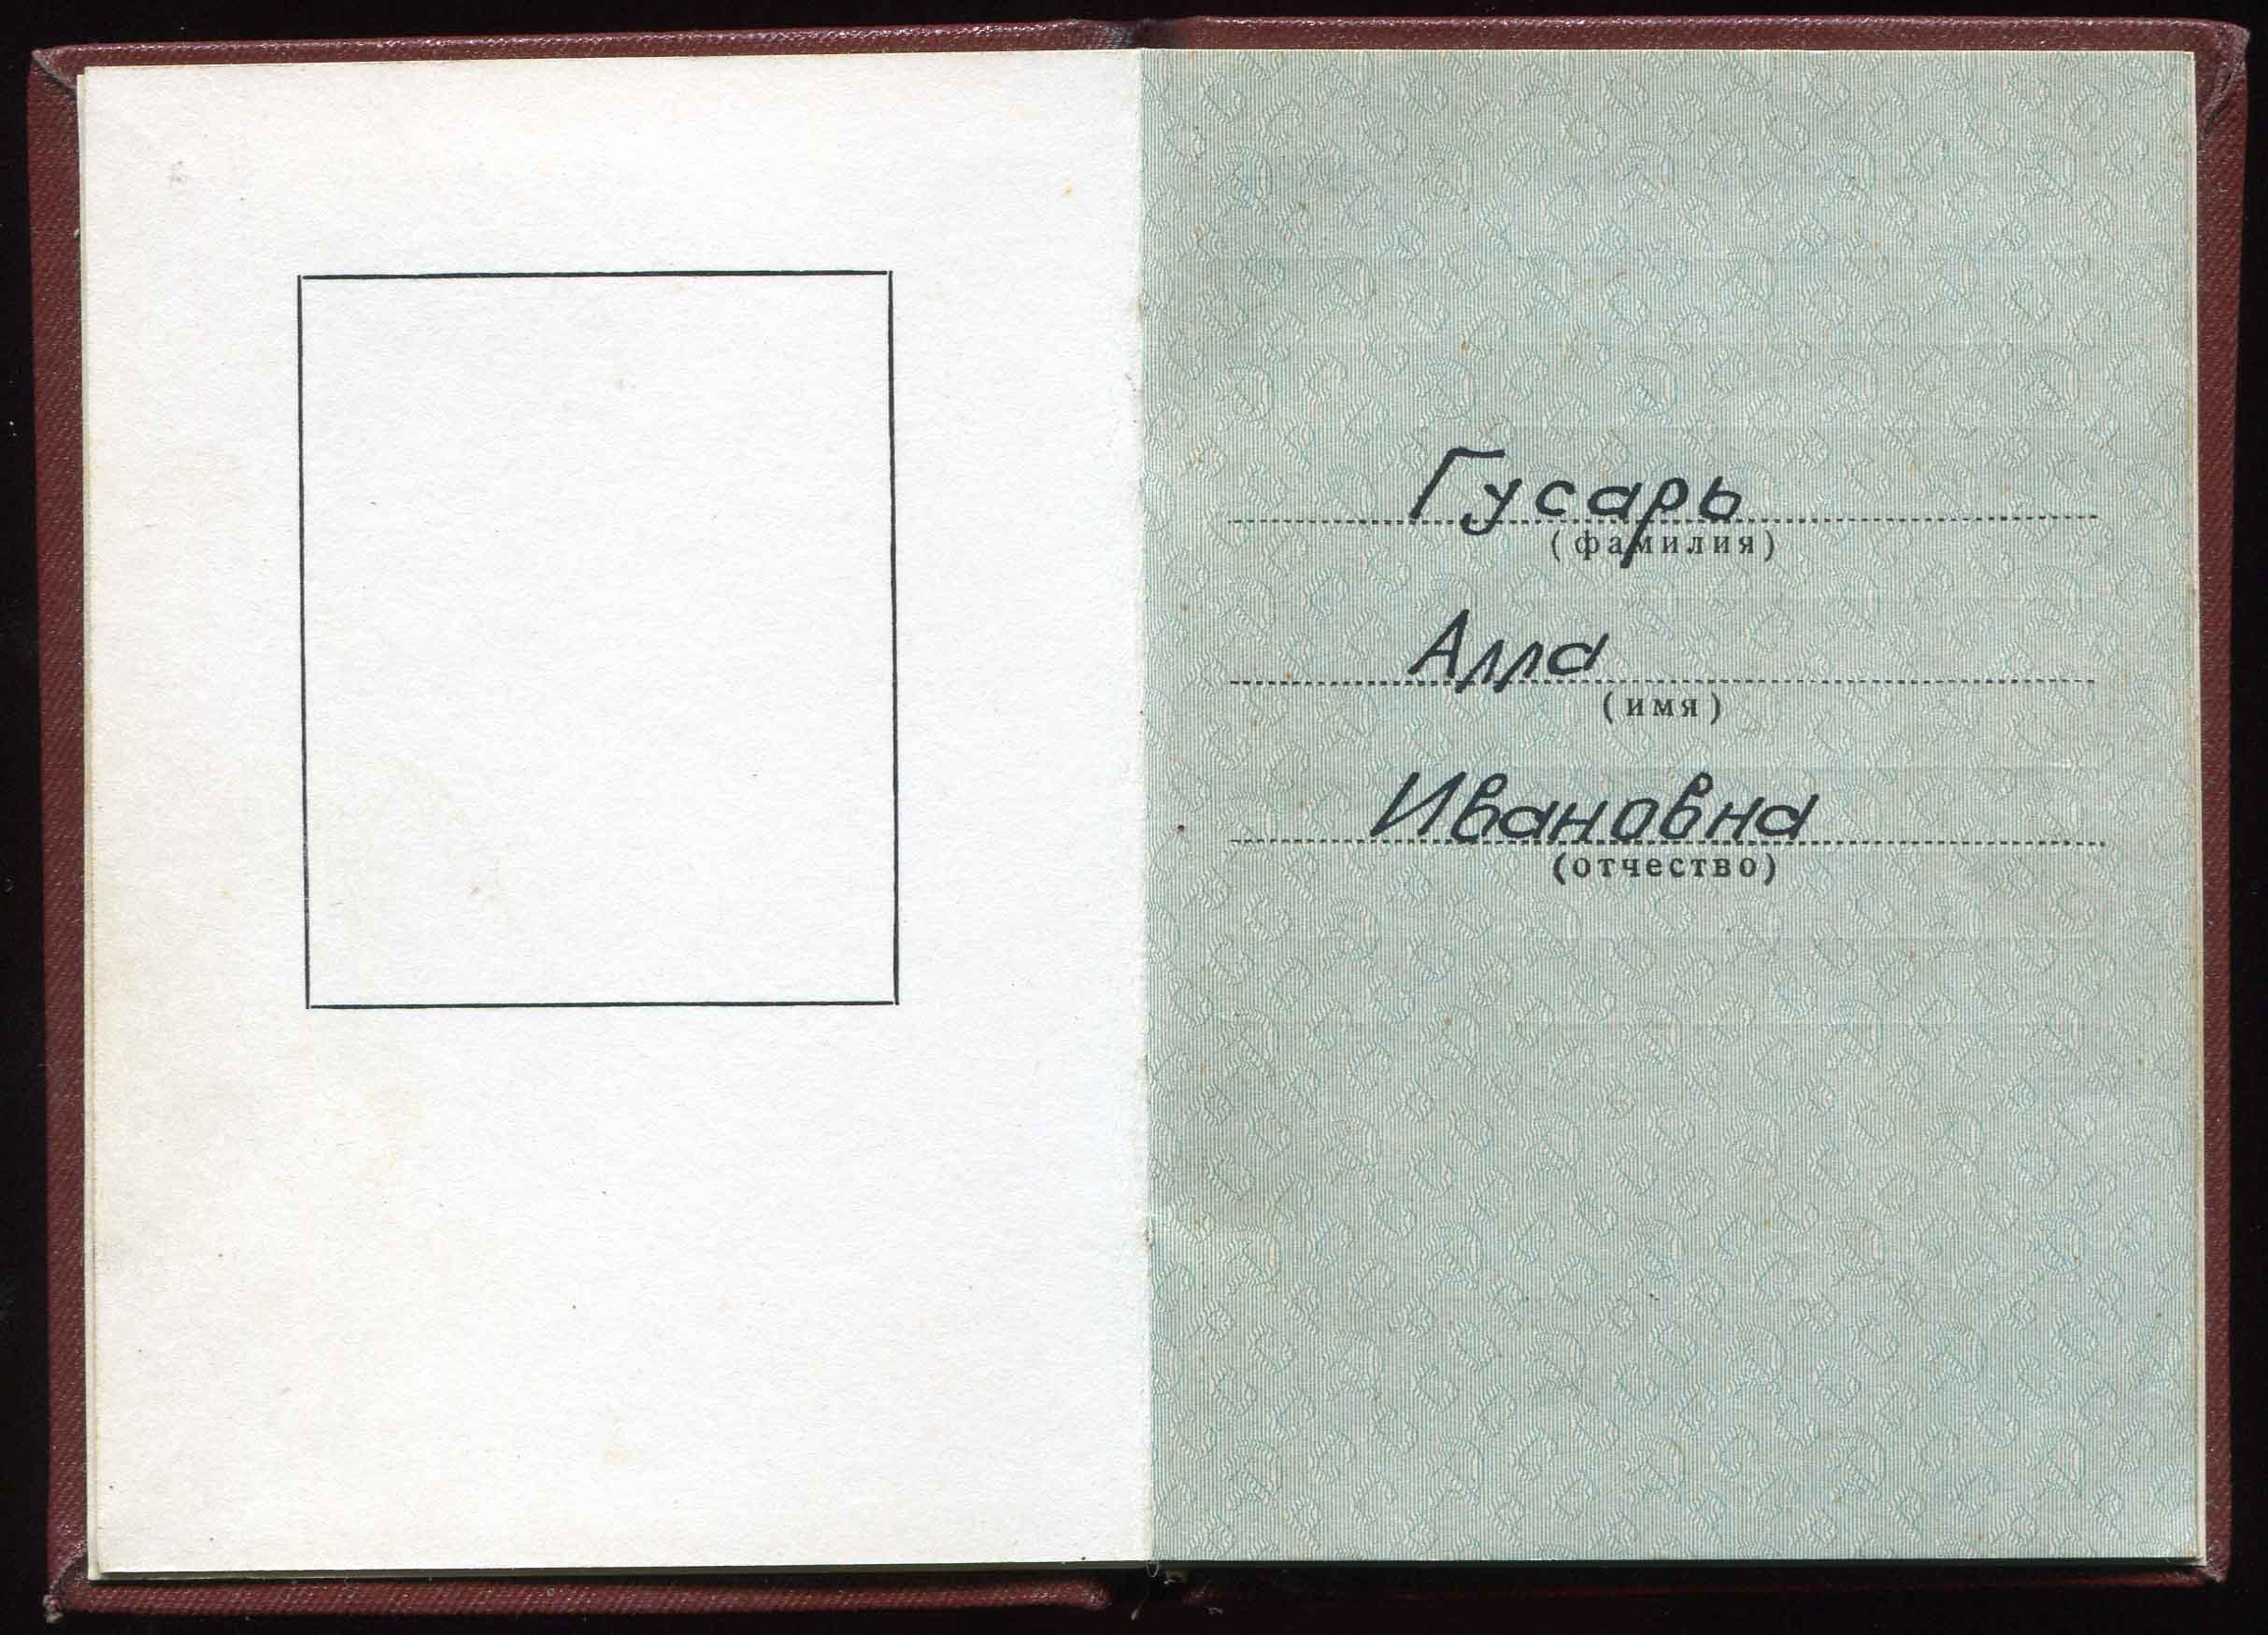 Гусарь
(фамилия)
Алла
(имя)
Ивановна
(отчество)